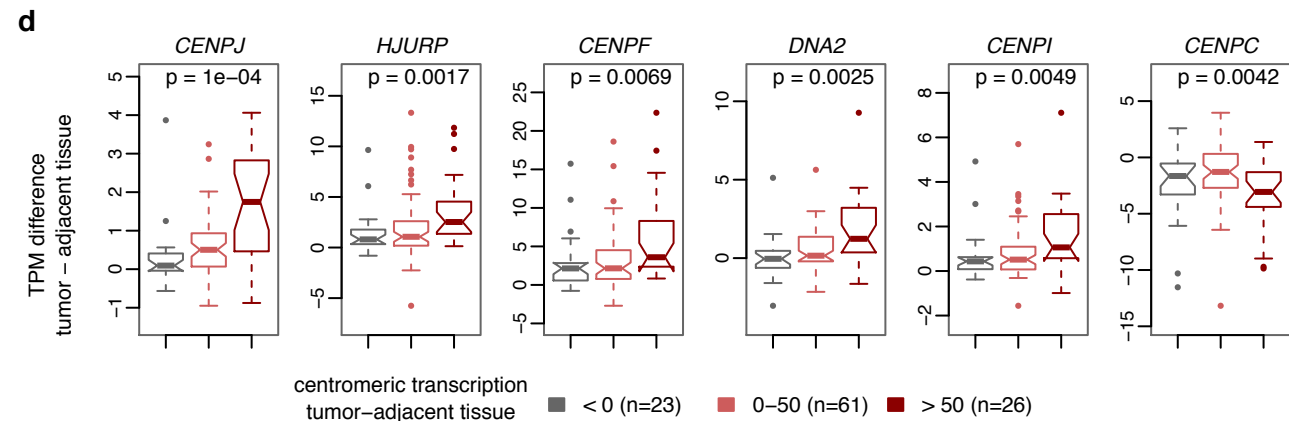 d
CENPJ
HJURP
CENPF
DNA2
CENPI
CENPC
p = 1e−04
p = 0.0017
p = 0.0069
p = 0.0025
p = 0.0049
p = 0.0042
TPM difference
tumor − adjacent tissue
5
4
3
2
1
0
−1
15
10
5
0
−5
25
20
15
10
5
0
−5
10
5
0
8
6
4
2
0
−2
5
0
−5
−10
−15
centromeric transcription
tumor−adjacent tissue
< 0 (n=23)
0−50 (n=61)
> 50 (n=26)